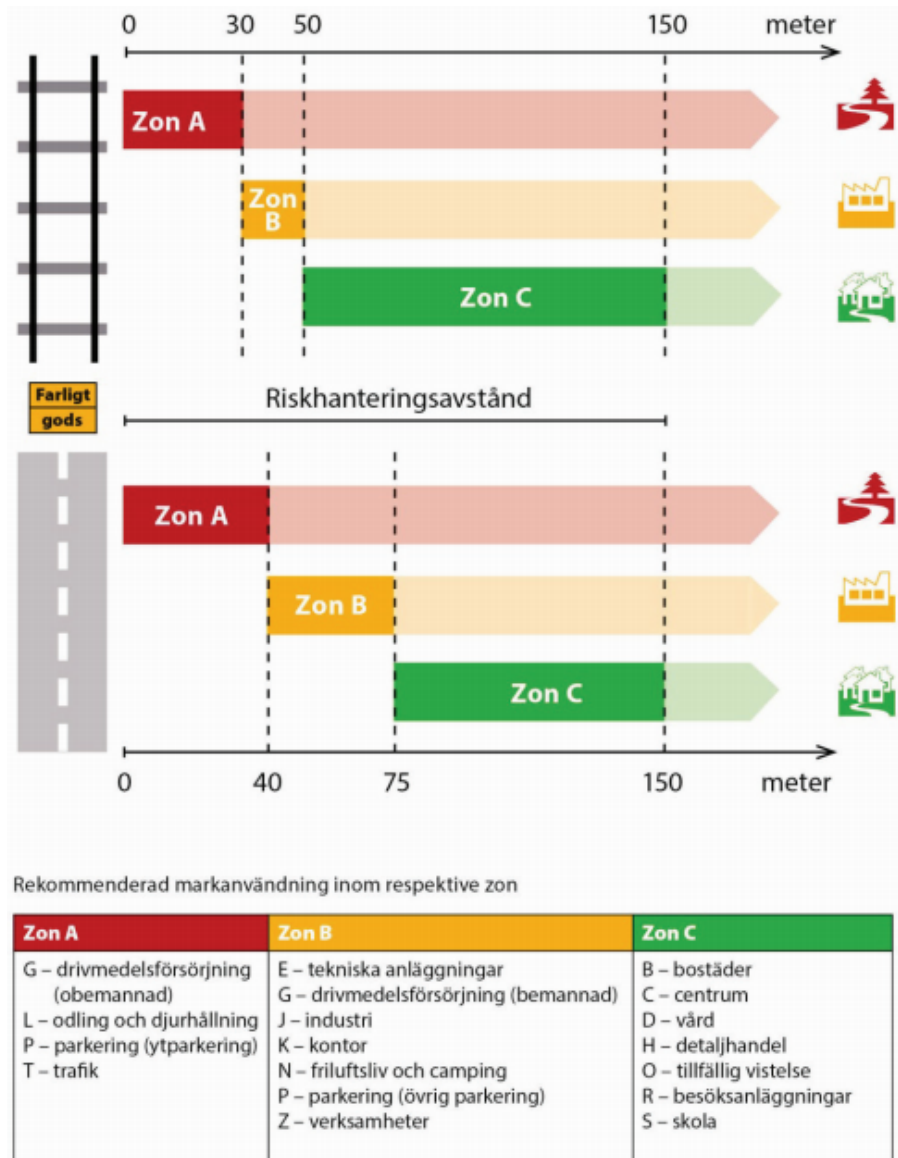 0 30 50 150 meter
Zon A
Zon
B
Zon C
Farligt
gods
Riskhanteringsavstånd
Zon A
Zon B
Zon C
0 40 75 150 meter
Rekommenderad markanvändning inom respektive zon
Zon A
G – drivmedelsförsörjning
(obemannad)
L – odling och djurhållning
P – parkering (ytparkering)
T – trafik
Zon B
E – tekniska anläggningar
G – drivmedelsförsörjning (bemannad)
J – industri
K – kontor
N – friluftsliv och camping
P – parkering (övrig parkering)
Z – verksamheter
Zon C
B – bostäder
C – centrum
D – vård
H – detaljhandel
O – tillfällig vistelse
R – besöksanläggningar
S – skola